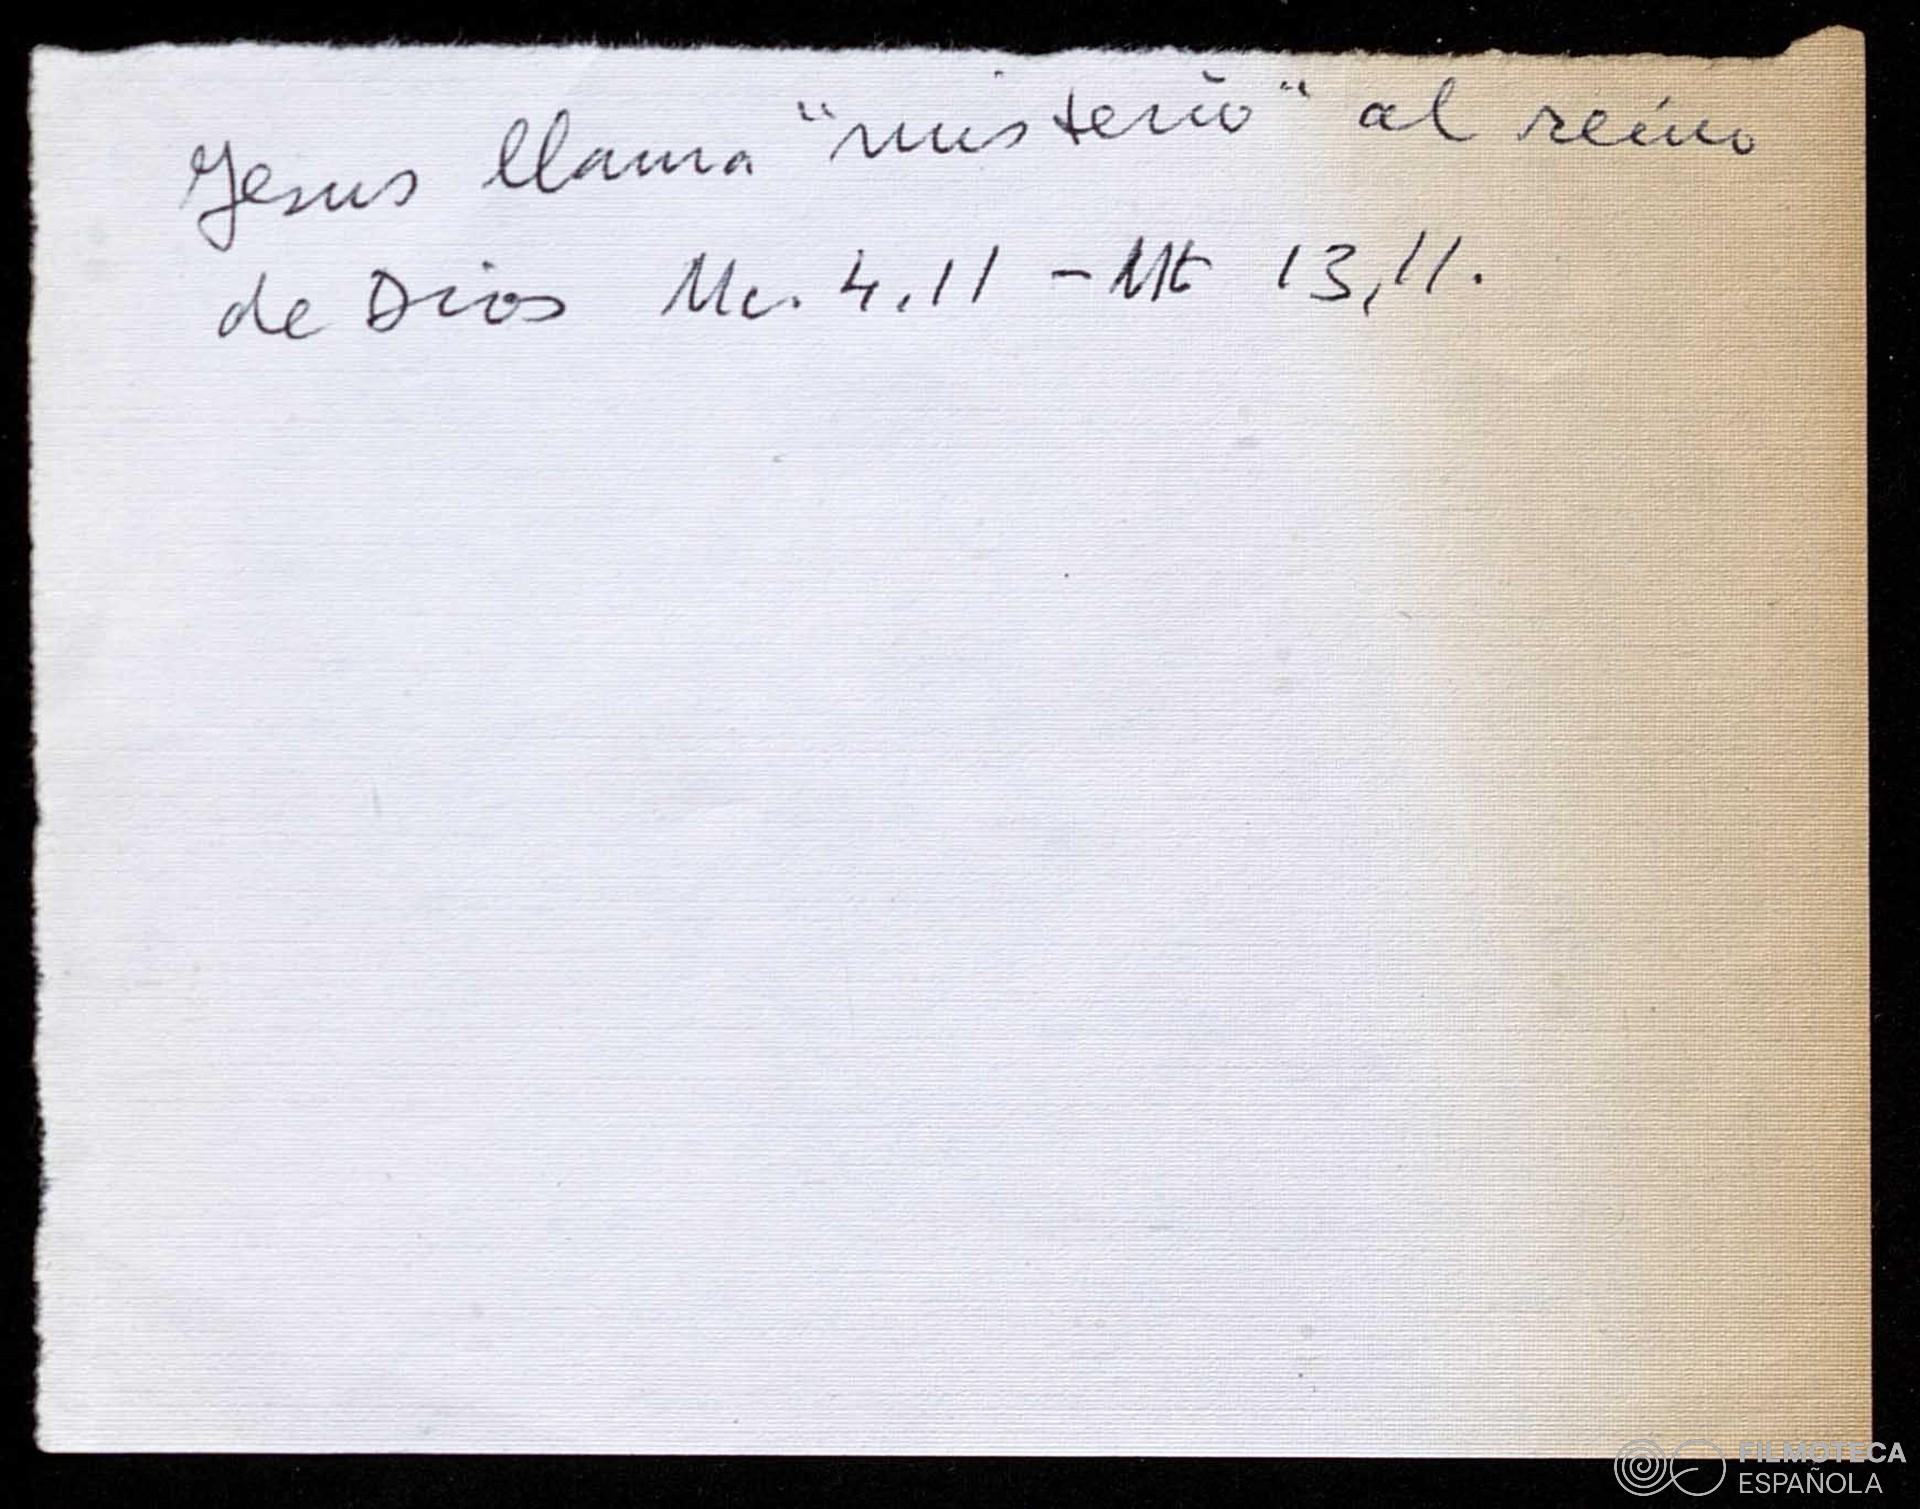 Jesus llama "misterio" al reino
de Dios Mc. 4,11 - Mt 13,11.
FILMOTECA
ESPAÑOLA